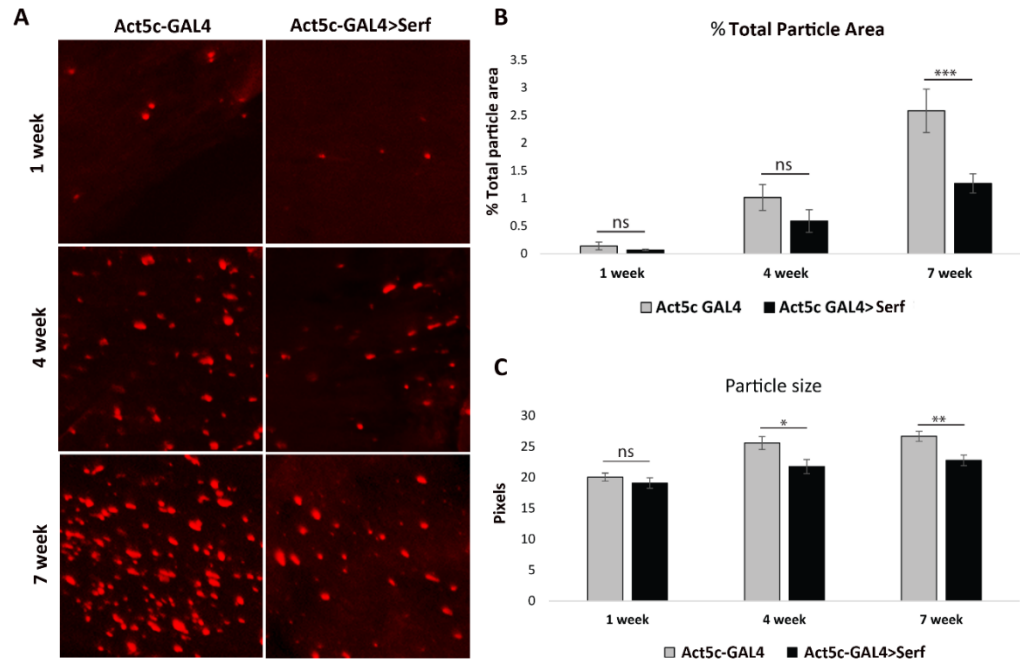 A
Act5c-GAL4
Act5c-GAL4>Serf
1 week
4 week
7 week
B
% Total Particle Area
% Total particle area
3.5
3
2.5
2
1.5
1
0.5
0
ns
ns
***
1 week
4 week
7 week
Act5c GAL4
Act5c GAL4>Serf
C
Particle size
Pixels
30
25
20
15
10
5
0
ns
*
**
1 week
4 week
7 week
Act5c-GAL4
Act5c-GAL4>Serf